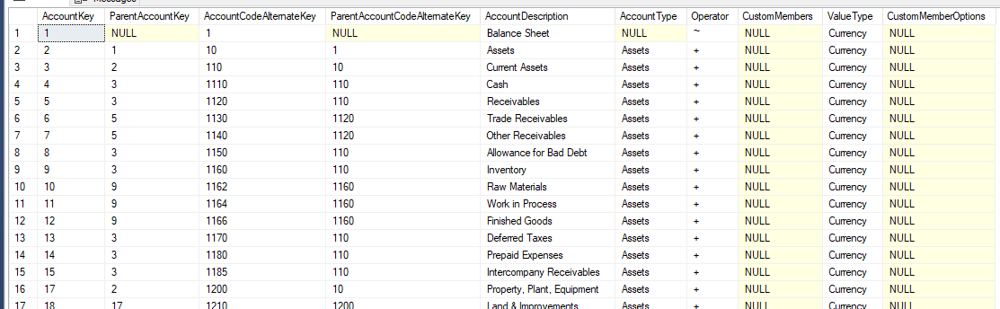 Messages
AccountKey ParentAccountKey AccountCodeAlternateKey ParentAccountCodeAlternateKey AccountDescription AccountType Operator CustomMembers ValueType CustomMemberOptions
1 1 NULL 1 NULL Balance Sheet NULL ~ NULL Currency NULL
2 2 1 10 1 Assets Assets + NULL Currency NULL
3 3 2 110 10 Current Assets Assets + NULL Currency NULL
4 4 3 1110 110 Cash Assets + NULL Currency NULL
5 5 3 1120 110 Receivables Assets + NULL Currency NULL
6 6 5 1130 1120 Trade Receivables Assets + NULL Currency NULL
7 7 5 1140 1120 Other Receivables Assets + NULL Currency NULL
8 8 3 1150 110 Allowance for Bad Debt Assets + NULL Currency NULL
9 9 3 1160 110 Inventory Assets + NULL Currency NULL
10 10 9 1162 1160 Raw Materials Assets + NULL Currency NULL
11 11 9 1164 1160 Work in Process Assets + NULL Currency NULL
12 12 9 1166 1160 Finished Goods Assets + NULL Currency NULL
13 13 3 1170 110 Deferred Taxes Assets + NULL Currency NULL
14 14 3 1180 110 Prepaid Expenses Assets + NULL Currency NULL
15 15 3 1185 110 Intercompany Receivables Assets + NULL Currency NULL
16 17 2 1200 10 Property, Plant, Equipment Assets + NULL Currency NULL
17 18 17 1210 1200 Land & Improvements Assets + NULL Currency NULL